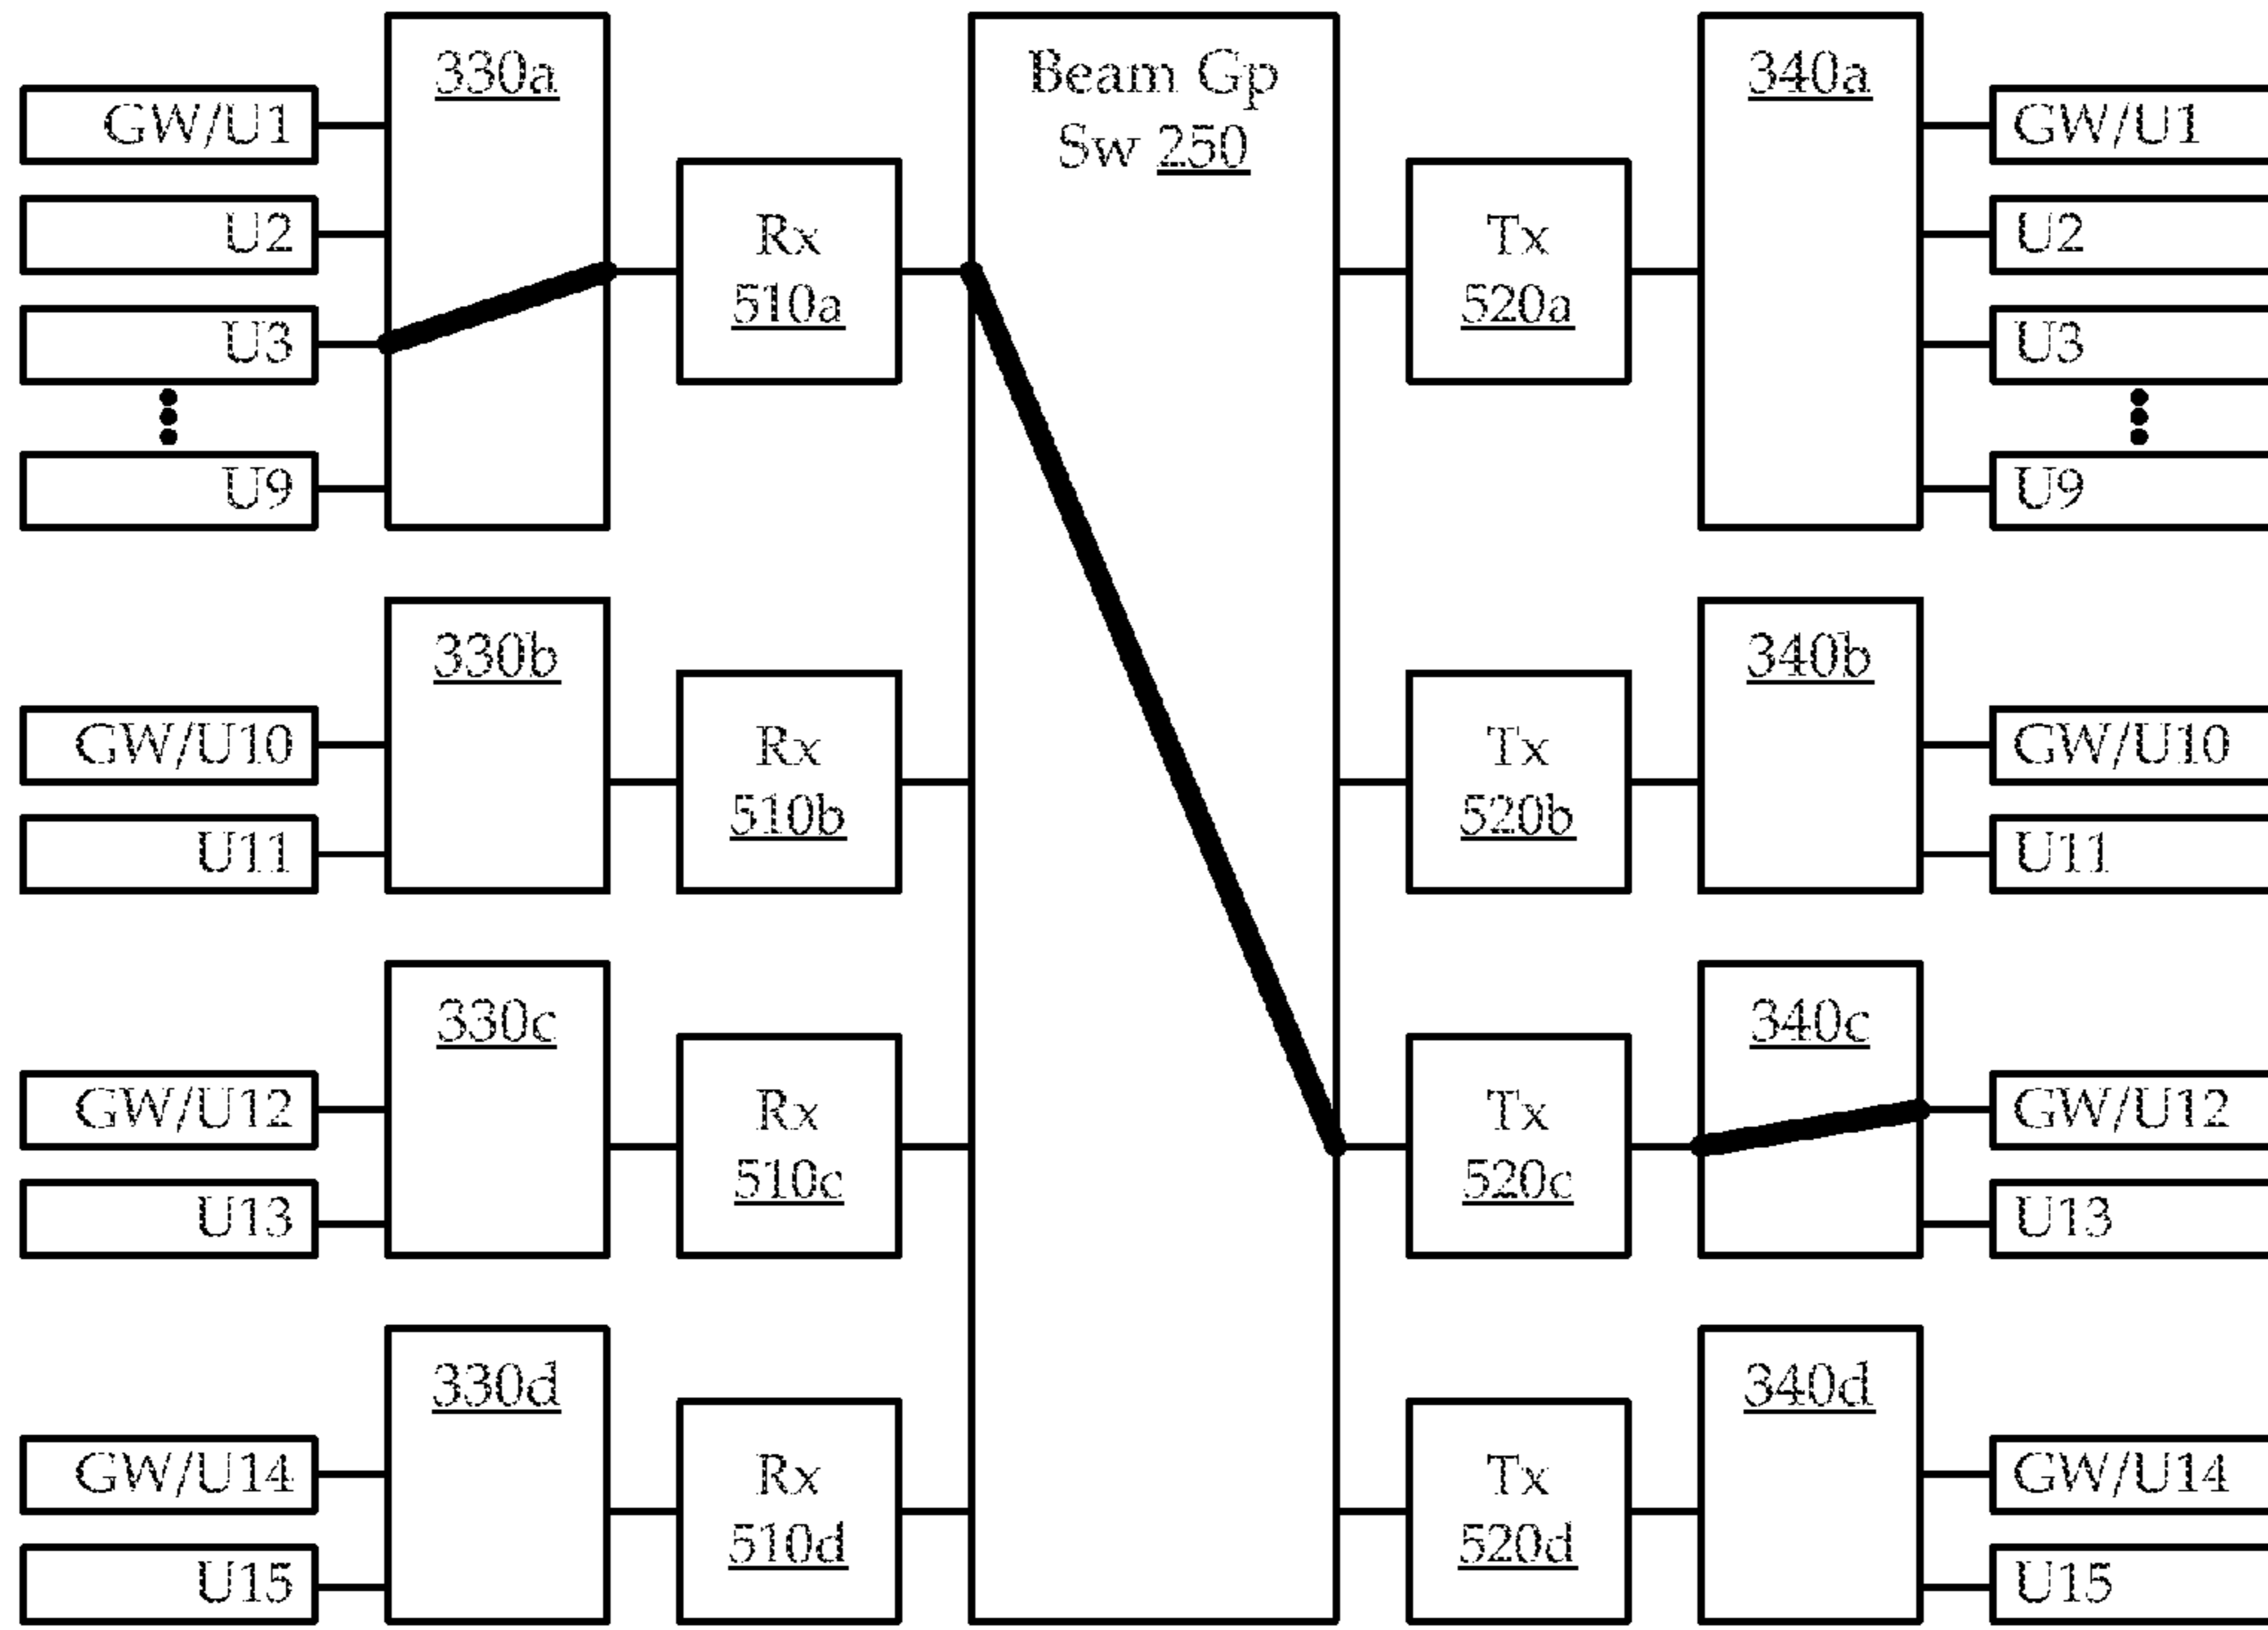 330a
Beam Gp
Sw 250
340a
GW/U1
GW/U1
U2
Rx
510a
Tx
520a
U2
U3
U3
U9
U9
330b
340b
GW/U10
Rx
510b
Tx
520b
GW/U10
U11
U11
330c
340c
GW/U12
Rx
510c
Tx
520c
GW/U12
U13
U13
330d
340d
GW/U14
Rx
510d
Tx
520d
GW/U14
U15
U15